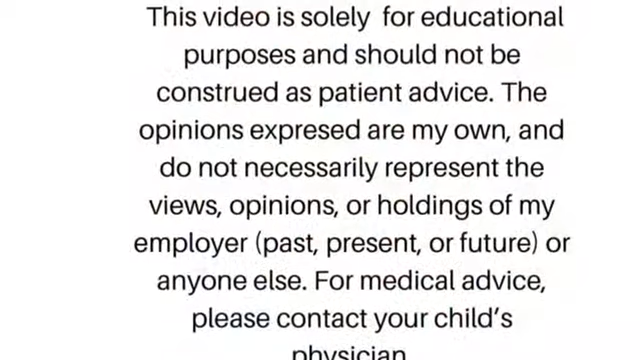 This video is solely for educational
purposes and should not be
construed as patient advice. The
opinions expresed are my own, and
do not necessarily represent the
views, opinions, or holdings of my
employer (past, present, or future) or
anyone else. For medical advice,
please contact your child's
physician